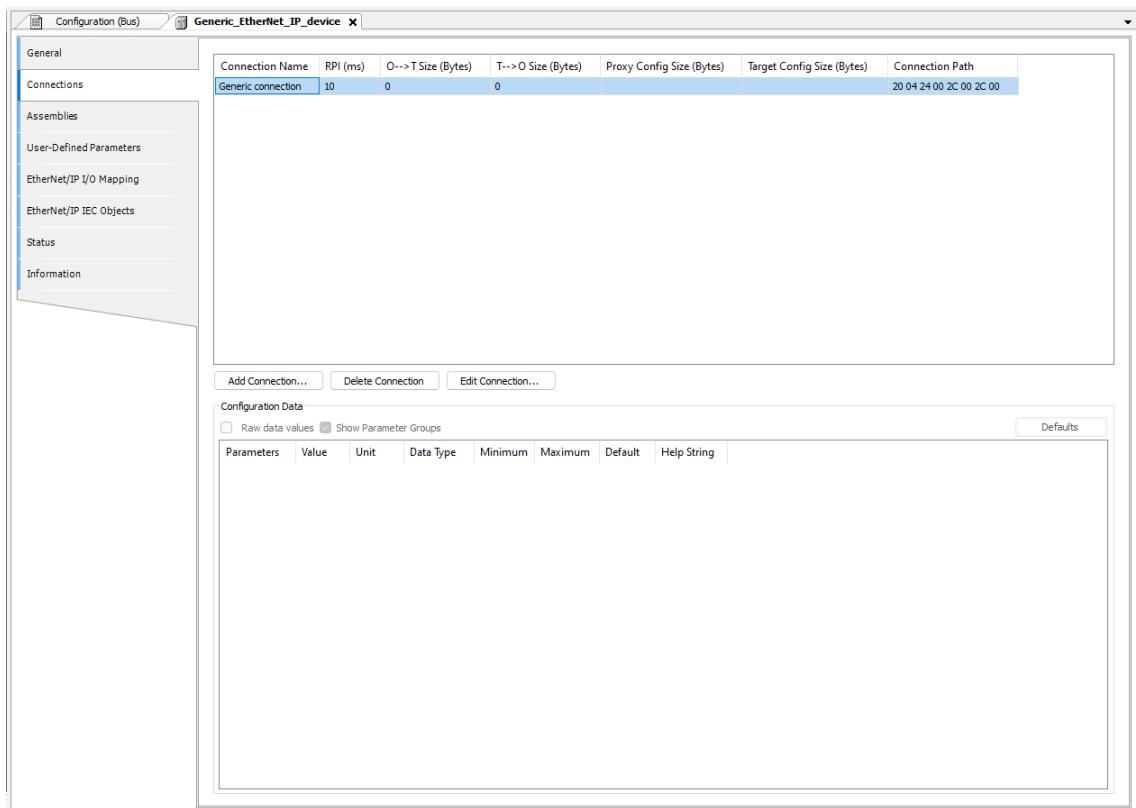 Configuration (Bus) Generic_EtherNet_IP_device X
General
Connections
Assemblies
User-Defined Parameters
EtherNet/IP I/O Mapping
EtherNet/IP IEC Objects
Status
Information
Connection Name RPI (ms) O-->T Size (Bytes) T-->O Size (Bytes) Proxy Config Size (Bytes) Target Config Size (Bytes) Connection Path
Generic connection 10 0 0 20 04 24 00 2C 00 2C 00
Add Connection... Delete Connection Edit Connection...
Configuration Data
Raw data values Show Parameter Groups Defaults
Parameters Value Unit Data Type Minimum Maximum Default Help String